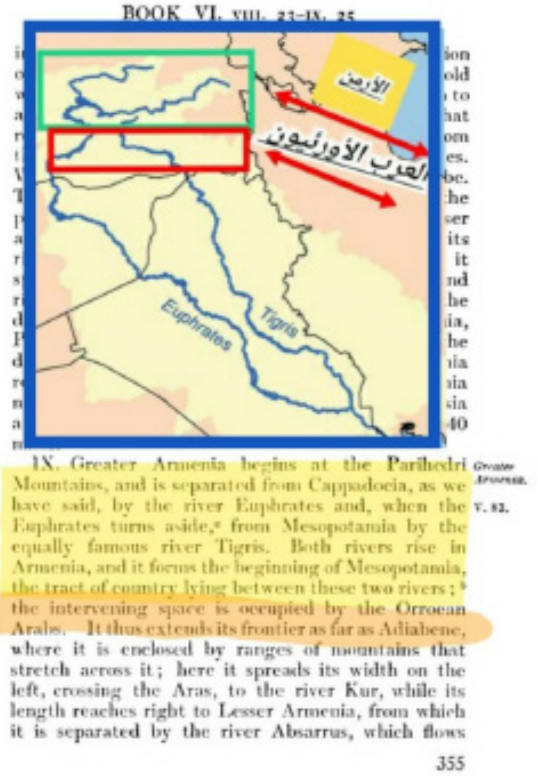 BOOK VI. VIII. 23–IX. 25
الأرمن
العرب الأورئيون
Euphrates
Tigris
IX. Greater Armenia begins at the Parihedri
Mountains, and is separated from Cappadocia, as we
have said, by the river Euphrates and, when the
Euphrates turns aside,ᵃ from Mesopotamia by the
equally famous river Tigris. Both rivers rise in
Armenia, and it forms the beginning of Mesopotamia,
the tract of country lying between these two rivers ; ᵇ
the intervening space is occupied by the Orroean
Arabs. It thus extends its frontier as far as Adiabene,
where it is enclosed by ranges of mountains that
stretch across it ; here it spreads its width on the
left, crossing the Aras, to the river Kur, while its
length reaches right to Lesser Armenia, from which
it is separated by the river Absarrus, which flows
Greater
Armenia.
V. 83.
355